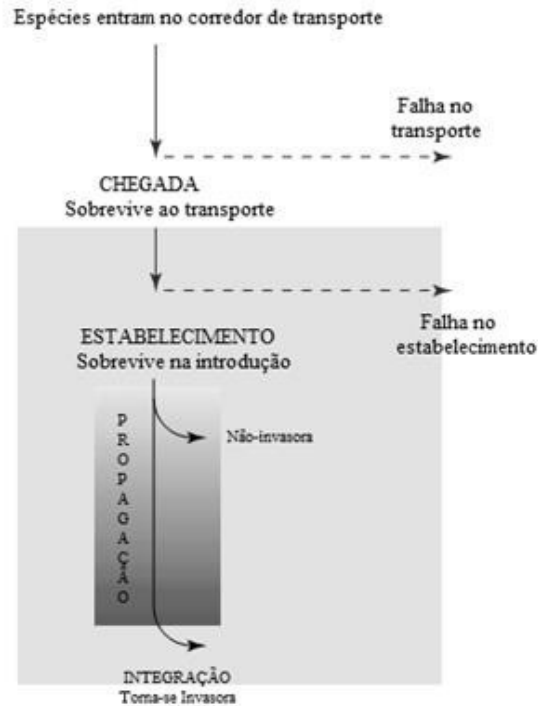 Espécies entram no corredor de transporte
Falha no
transporte
CHEGADA
Sobrevive ao transporte
Falha no
estabelecimento
ESTABELECIMENTO
Sobrevive na introdução
PROPAGAÇÃO
Não-invasora
INTEGRAÇÃO
Torna-se Invasora